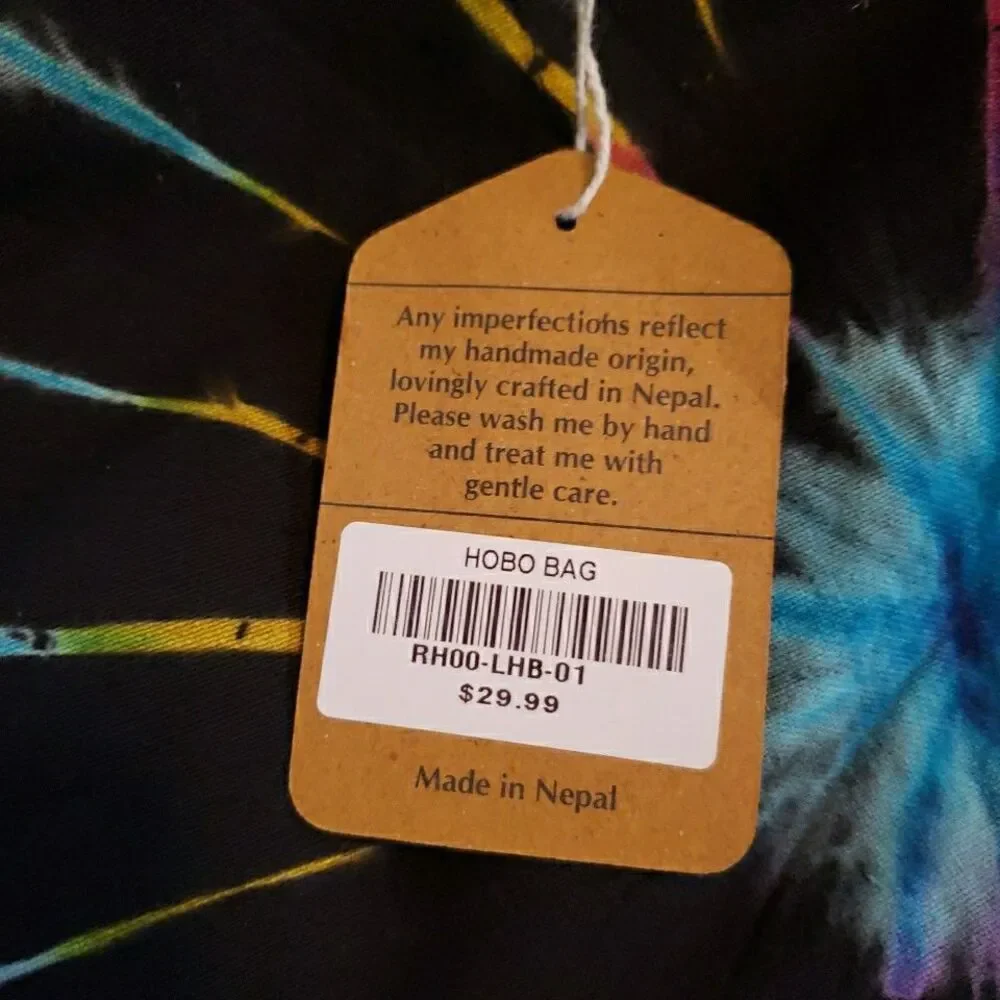 Any imperfections reflect
my handmade origin,
lovingly crafted in Nepal.
Please wash me by hand
and treat me with
gentle care.
HOBO BAG
RH00-LHB-01
$29.99
Made in Nepal